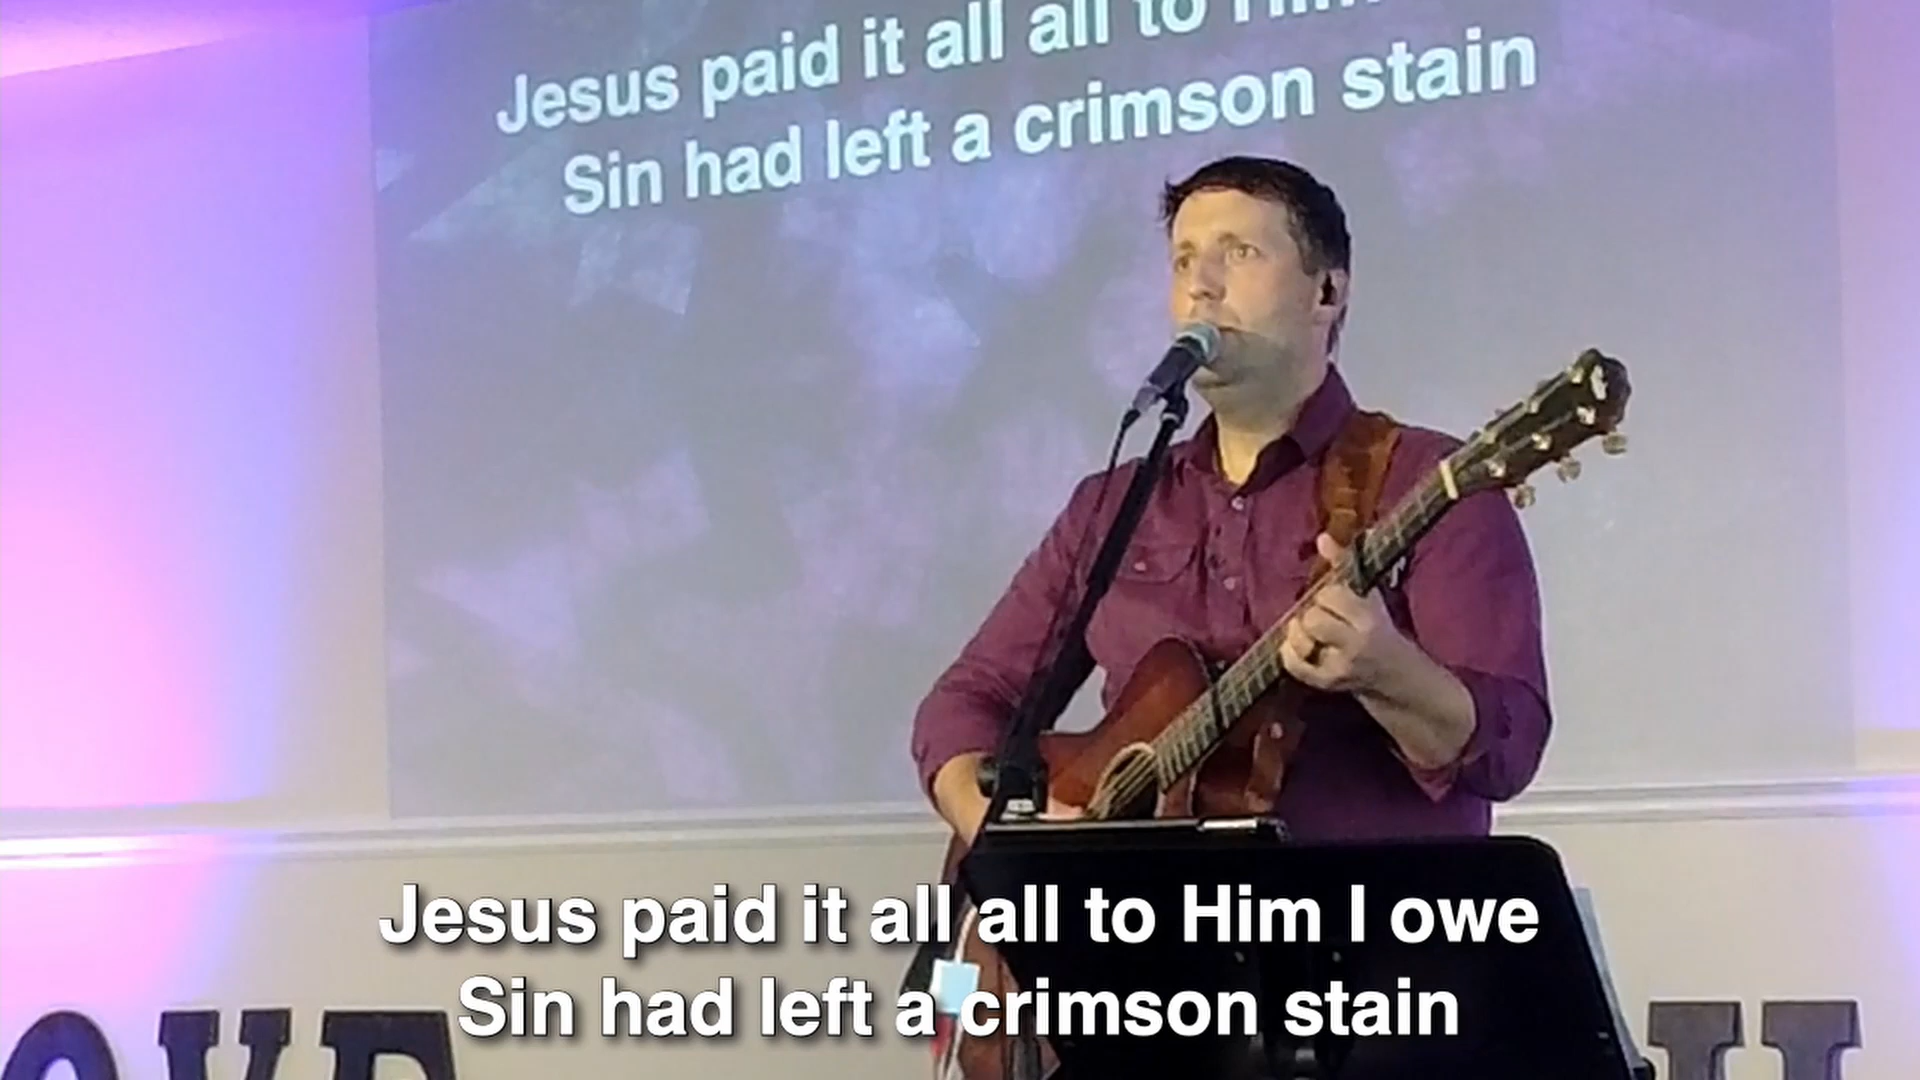 Jesus paid it all all to Him
Sin had left a crimson stain
Jesus paid it all all to Him I owe
Sin had left a crimson stain